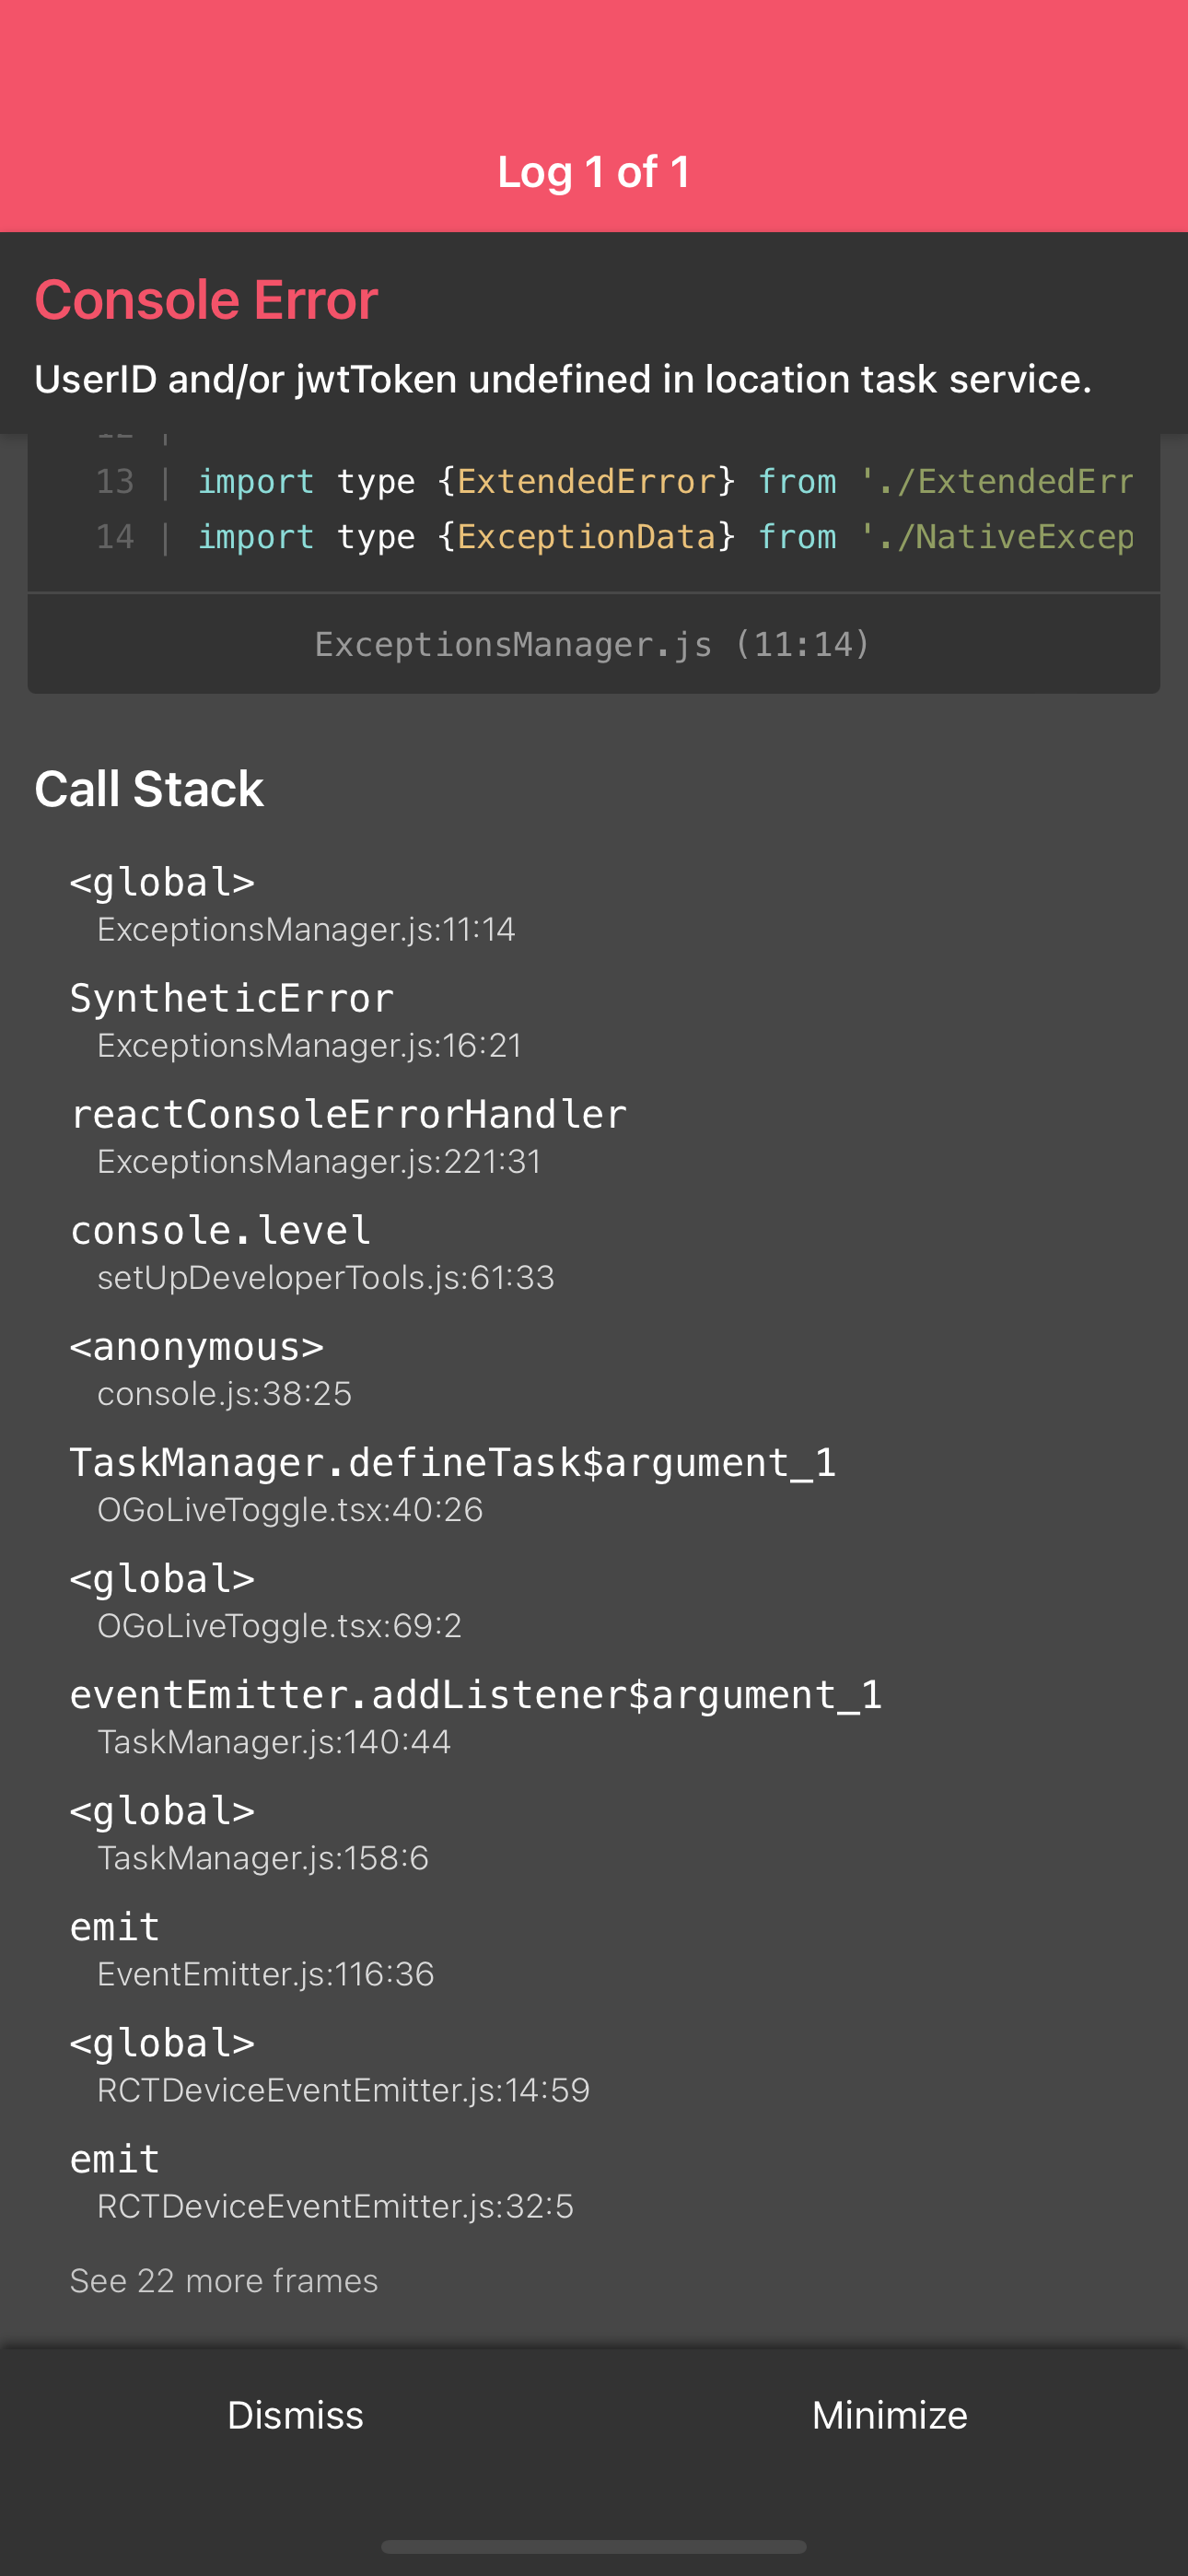 Log 1 of 1
Console Error
UserID and/or jwtToken undefined in location task service.
12 |
13 | import type {ExtendedError} from './ExtendedErr
14 | import type {ExceptionData} from './NativeExcep
ExceptionsManager.js (11:14)
Call Stack
<global>
ExceptionsManager.js:11:14
SyntheticError
ExceptionsManager.js:16:21
reactConsoleErrorHandler
ExceptionsManager.js:221:31
console.level
setUpDeveloperTools.js:61:33
<anonymous>
console.js:38:25
TaskManager.defineTask$argument_1
OGoLiveToggle.tsx:40:26
<global>
OGoLiveToggle.tsx:69:2
eventEmitter.addListener$argument_1
TaskManager.js:140:44
<global>
TaskManager.js:158:6
emit
EventEmitter.js:116:36
<global>
RCTDeviceEventEmitter.js:14:59
emit
RCTDeviceEventEmitter.js:32:5
See 22 more frames
Dismiss
Minimize